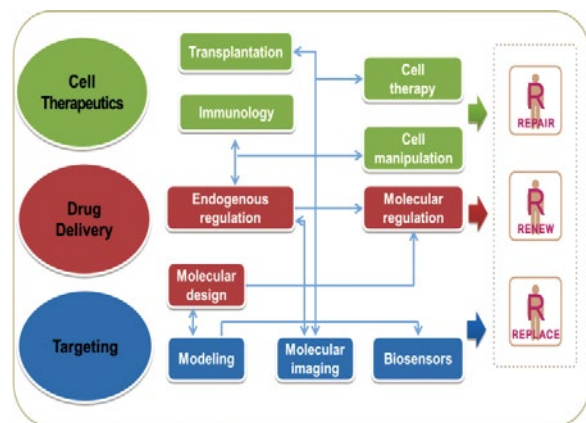 Cell
Therapeutics
Transplantation
Immunology
Cell
therapy
Cell
manipulation
R
REPAIR
Drug
Delivery
Endogenous
regulation
Molecular
regulation
R
RENEW
Molecular
design
Targeting
Modeling
Molecular
imaging
Biosensors
R
REPLACE